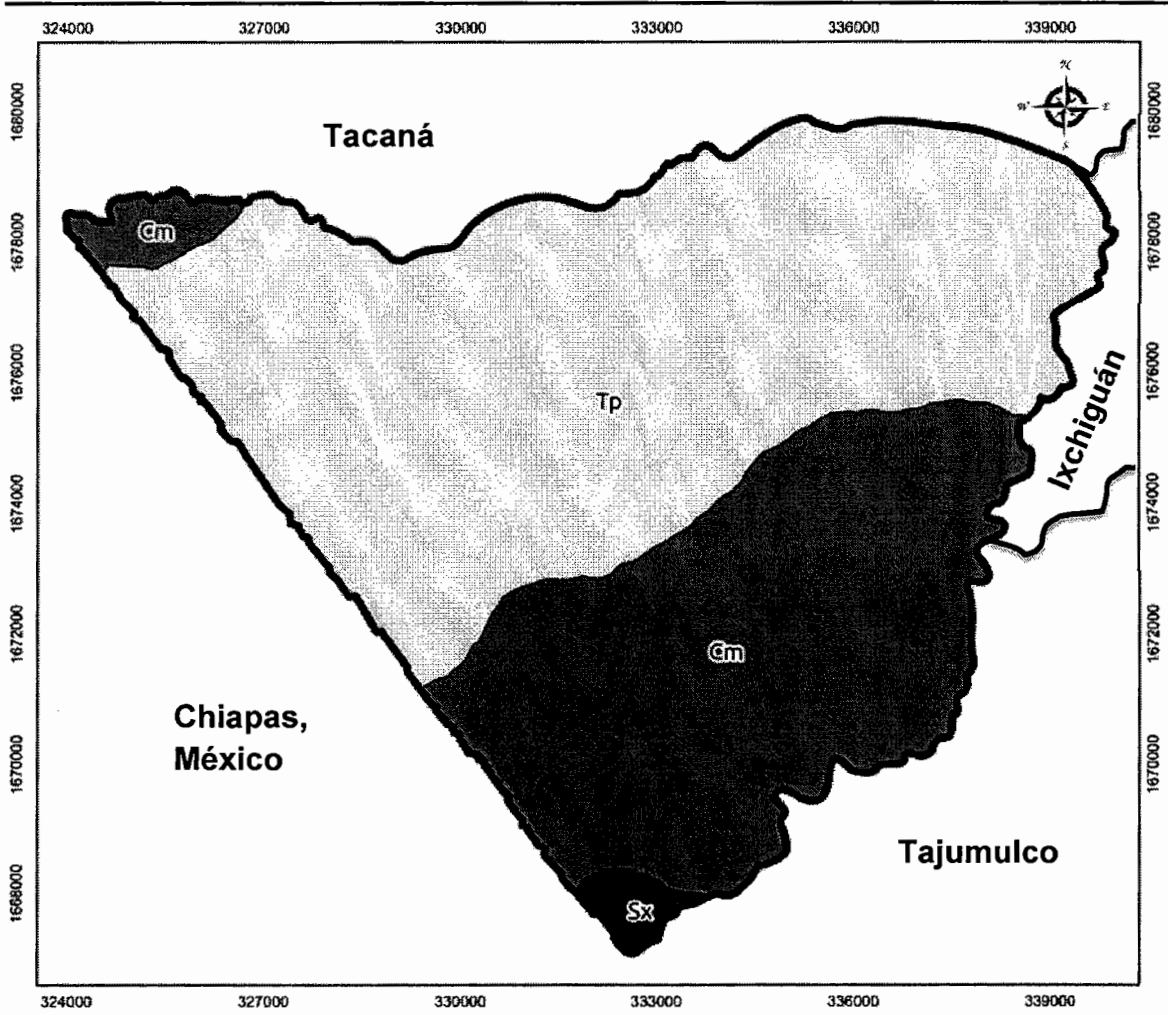 324000 327000 330000 333000 336000 339000
N
W E
S
1680000 1680000
Tacaná
1678000 1678000
Cm
1676000 1676000
Tp
Ixchiguán
1674000 1674000
1672000 1672000
Cm
Chiapas,
México
1670000 1670000
Tajumulco
1668000 1668000
Sx
324000 327000 330000 333000 336000 339000